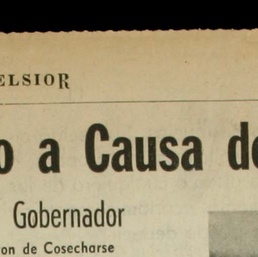 ELSIOR
o a Causa de
Gobernador
on de Cosecharse